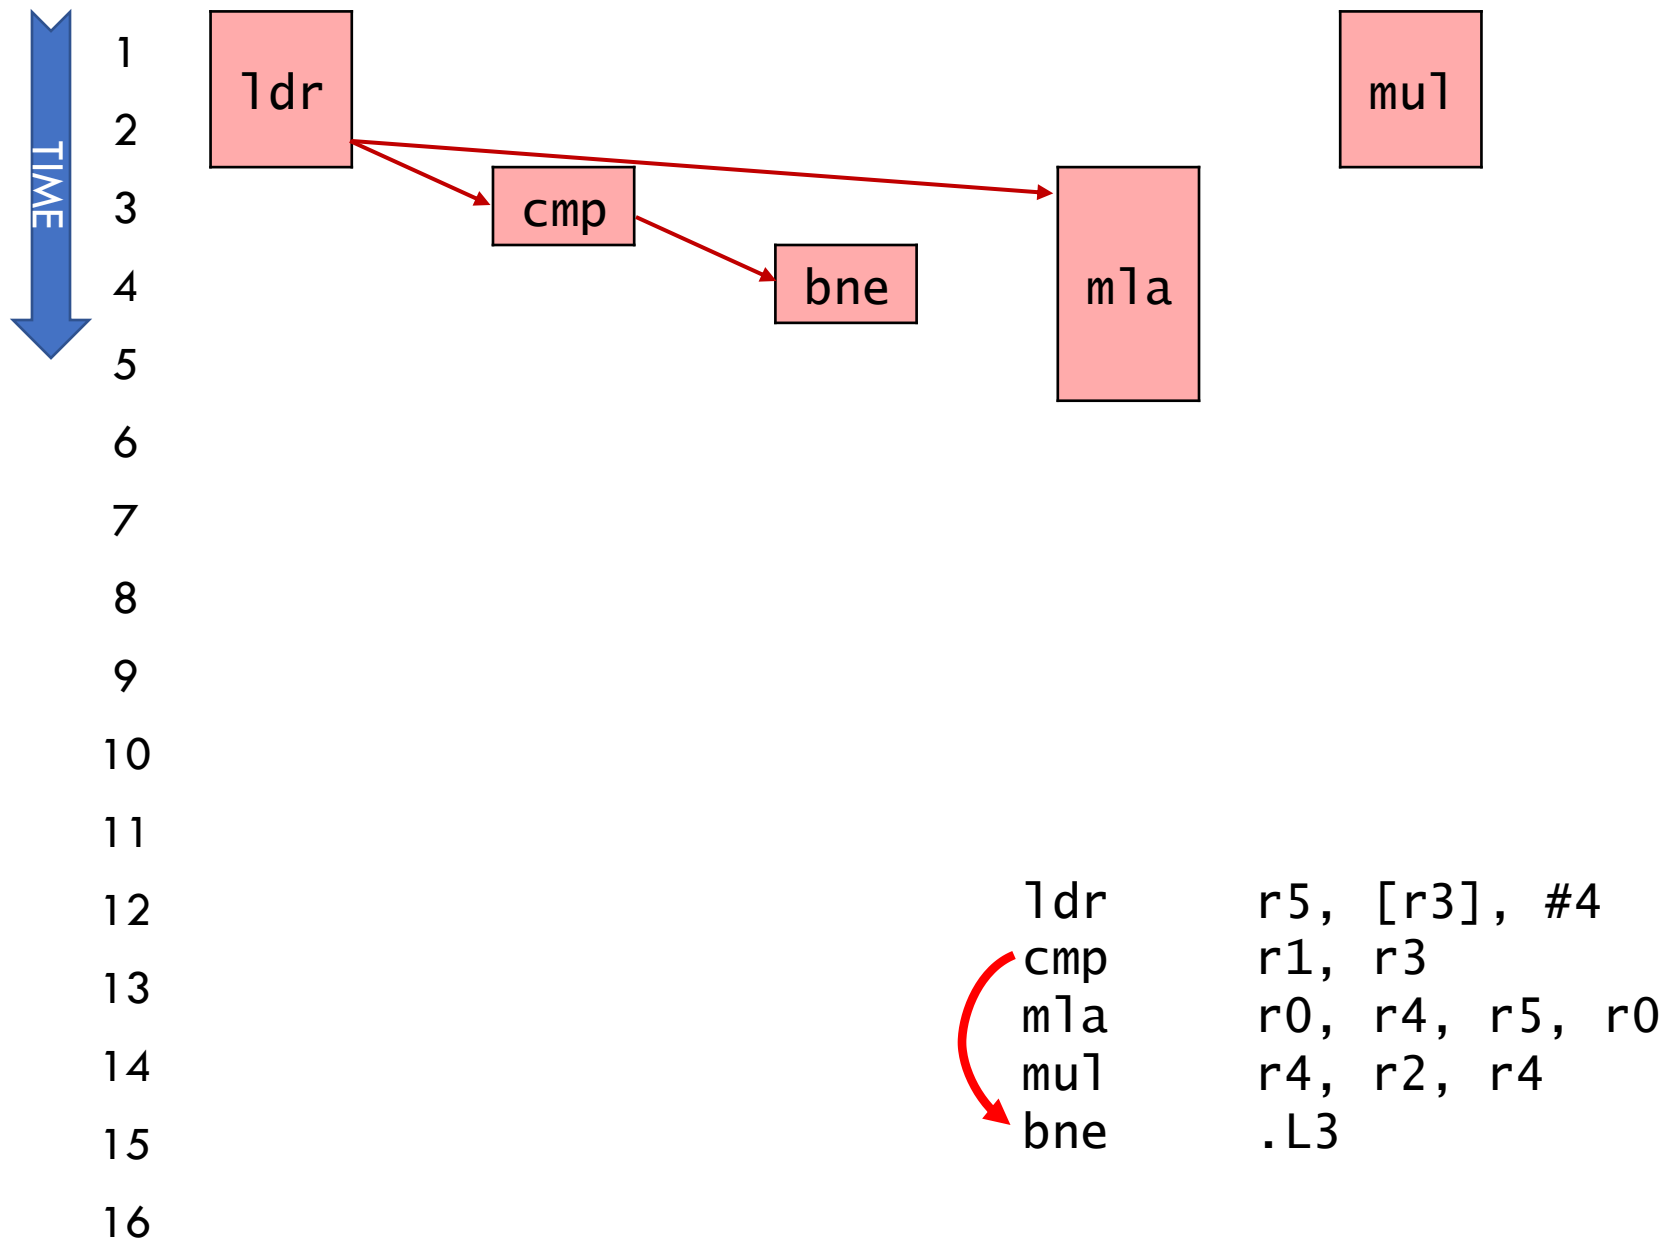 TIME
1
2
3
4
5
6
7
8
9
10
11
12
13
14
15
16
ldr
cmp
bne
mla
mul
ldr r5, [r3], #4
cmp r1, r3
mla r0, r4, r5, r0
mul r4, r2, r4
bne .L3